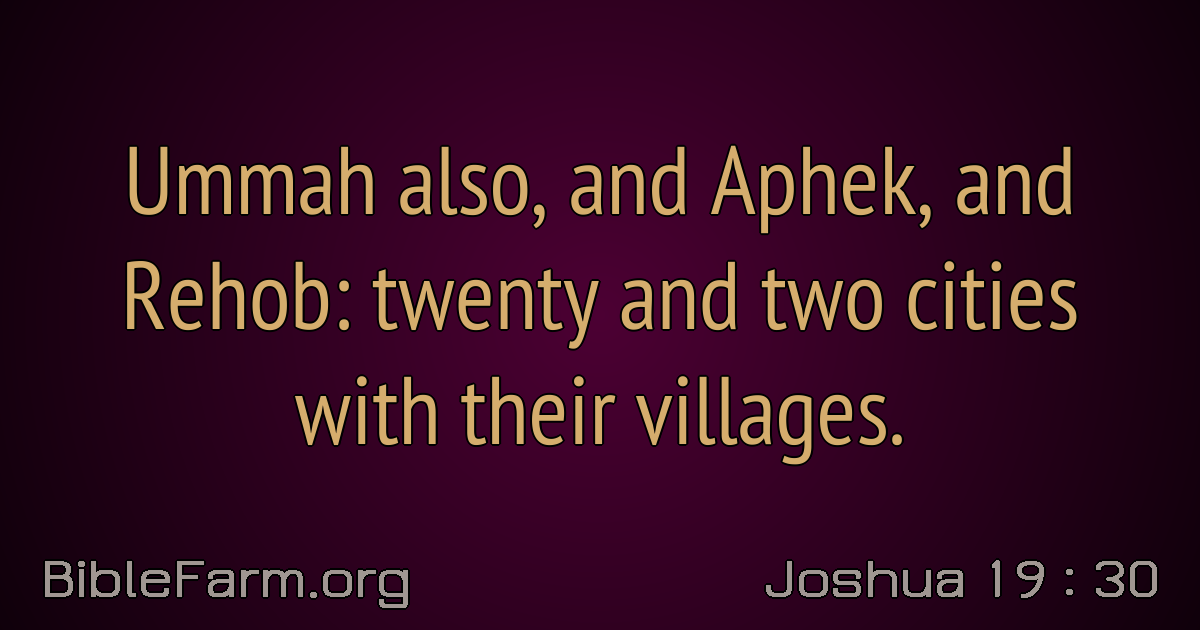 Ummah also, and Aphek, and
Rehob: twenty and two cities
with their villages.
BibleFarm.org
Joshua 19 : 30